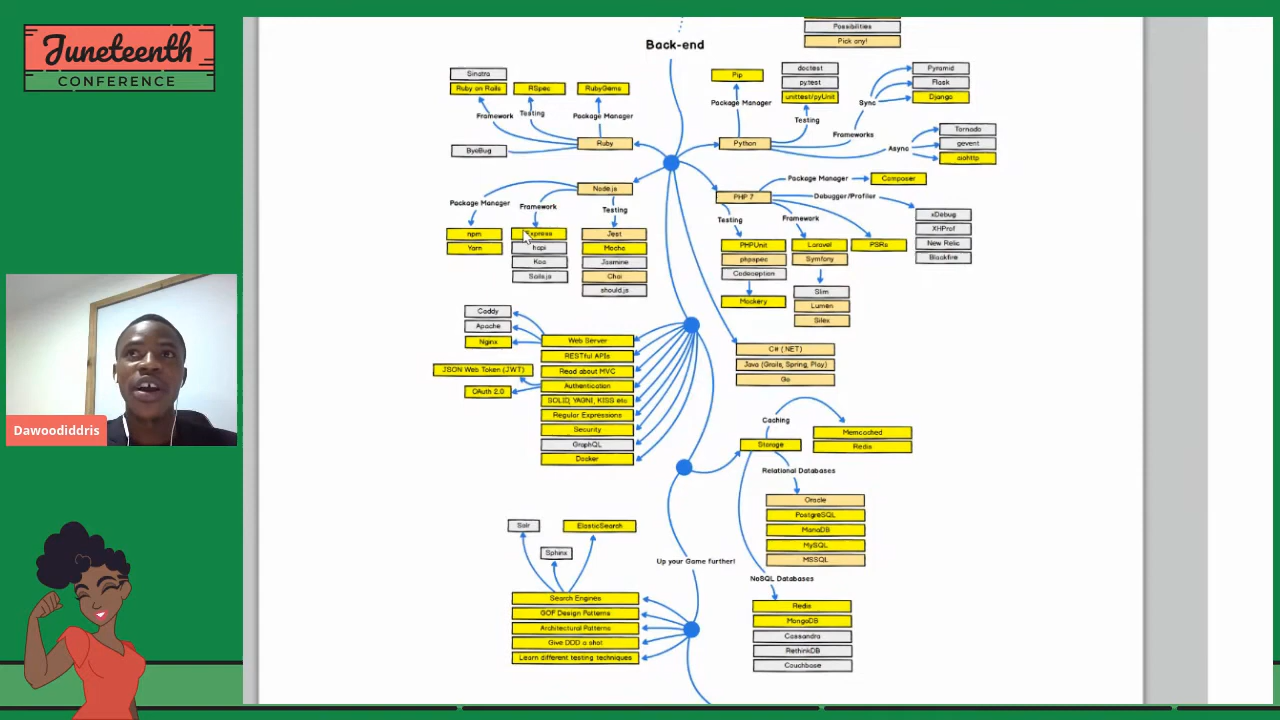 Juneteenth
CONFERENCE
Dawoodiddris
Back-end
Possibilities
Pick any!
Sinatra
Ruby on Rails
RSpec
RubyGems
Framework
Testing
Package Manager
ByeBug
Ruby
Pip
Package Manager
doctest
pytest
unittest/pyUnit
Testing
Python
Sync
Frameworks
Async
Pyramid
Flask
Django
Tornado
gevent
aiohttp
Node.js
Package Manager
Framework
Testing
npm
Yarn
Express
hapi
Koa
Sails.js
Jest
Mocha
Jasmine
Chai
should.js
PHP 7
Package Manager
Composer
Debugger/Profiler
xDebug
XHProf
New Relic
Blackfire
Testing
Framework
PHPUnit
phpspec
Codeception
Mockery
Laravel
Symfony
Slim
Lumen
Silex
PSRs
C# (.NET)
Java (Grails, Spring, Play)
Go
Caddy
Apache
Nginx
JSON Web Token (JWT)
OAuth 2.0
Web Server
RESTful APIs
Read about MVC
Authentication
SOLID, YAGNI, KISS etc
Regular Expressions
Security
GraphQL
Docker
Caching
Storage
Memcached
Redis
Relational Databases
Oracle
PostgreSQL
MariaDB
MySQL
MSSQL
NoSQL Databases
Redis
MongoDB
Cassandra
RethinkDB
Couchbase
Up your Game further!
Solr
Sphinx
ElasticSearch
Search Engines
GOF Design Patterns
Architectural Patterns
Give DDD a shot
Learn different testing techniques